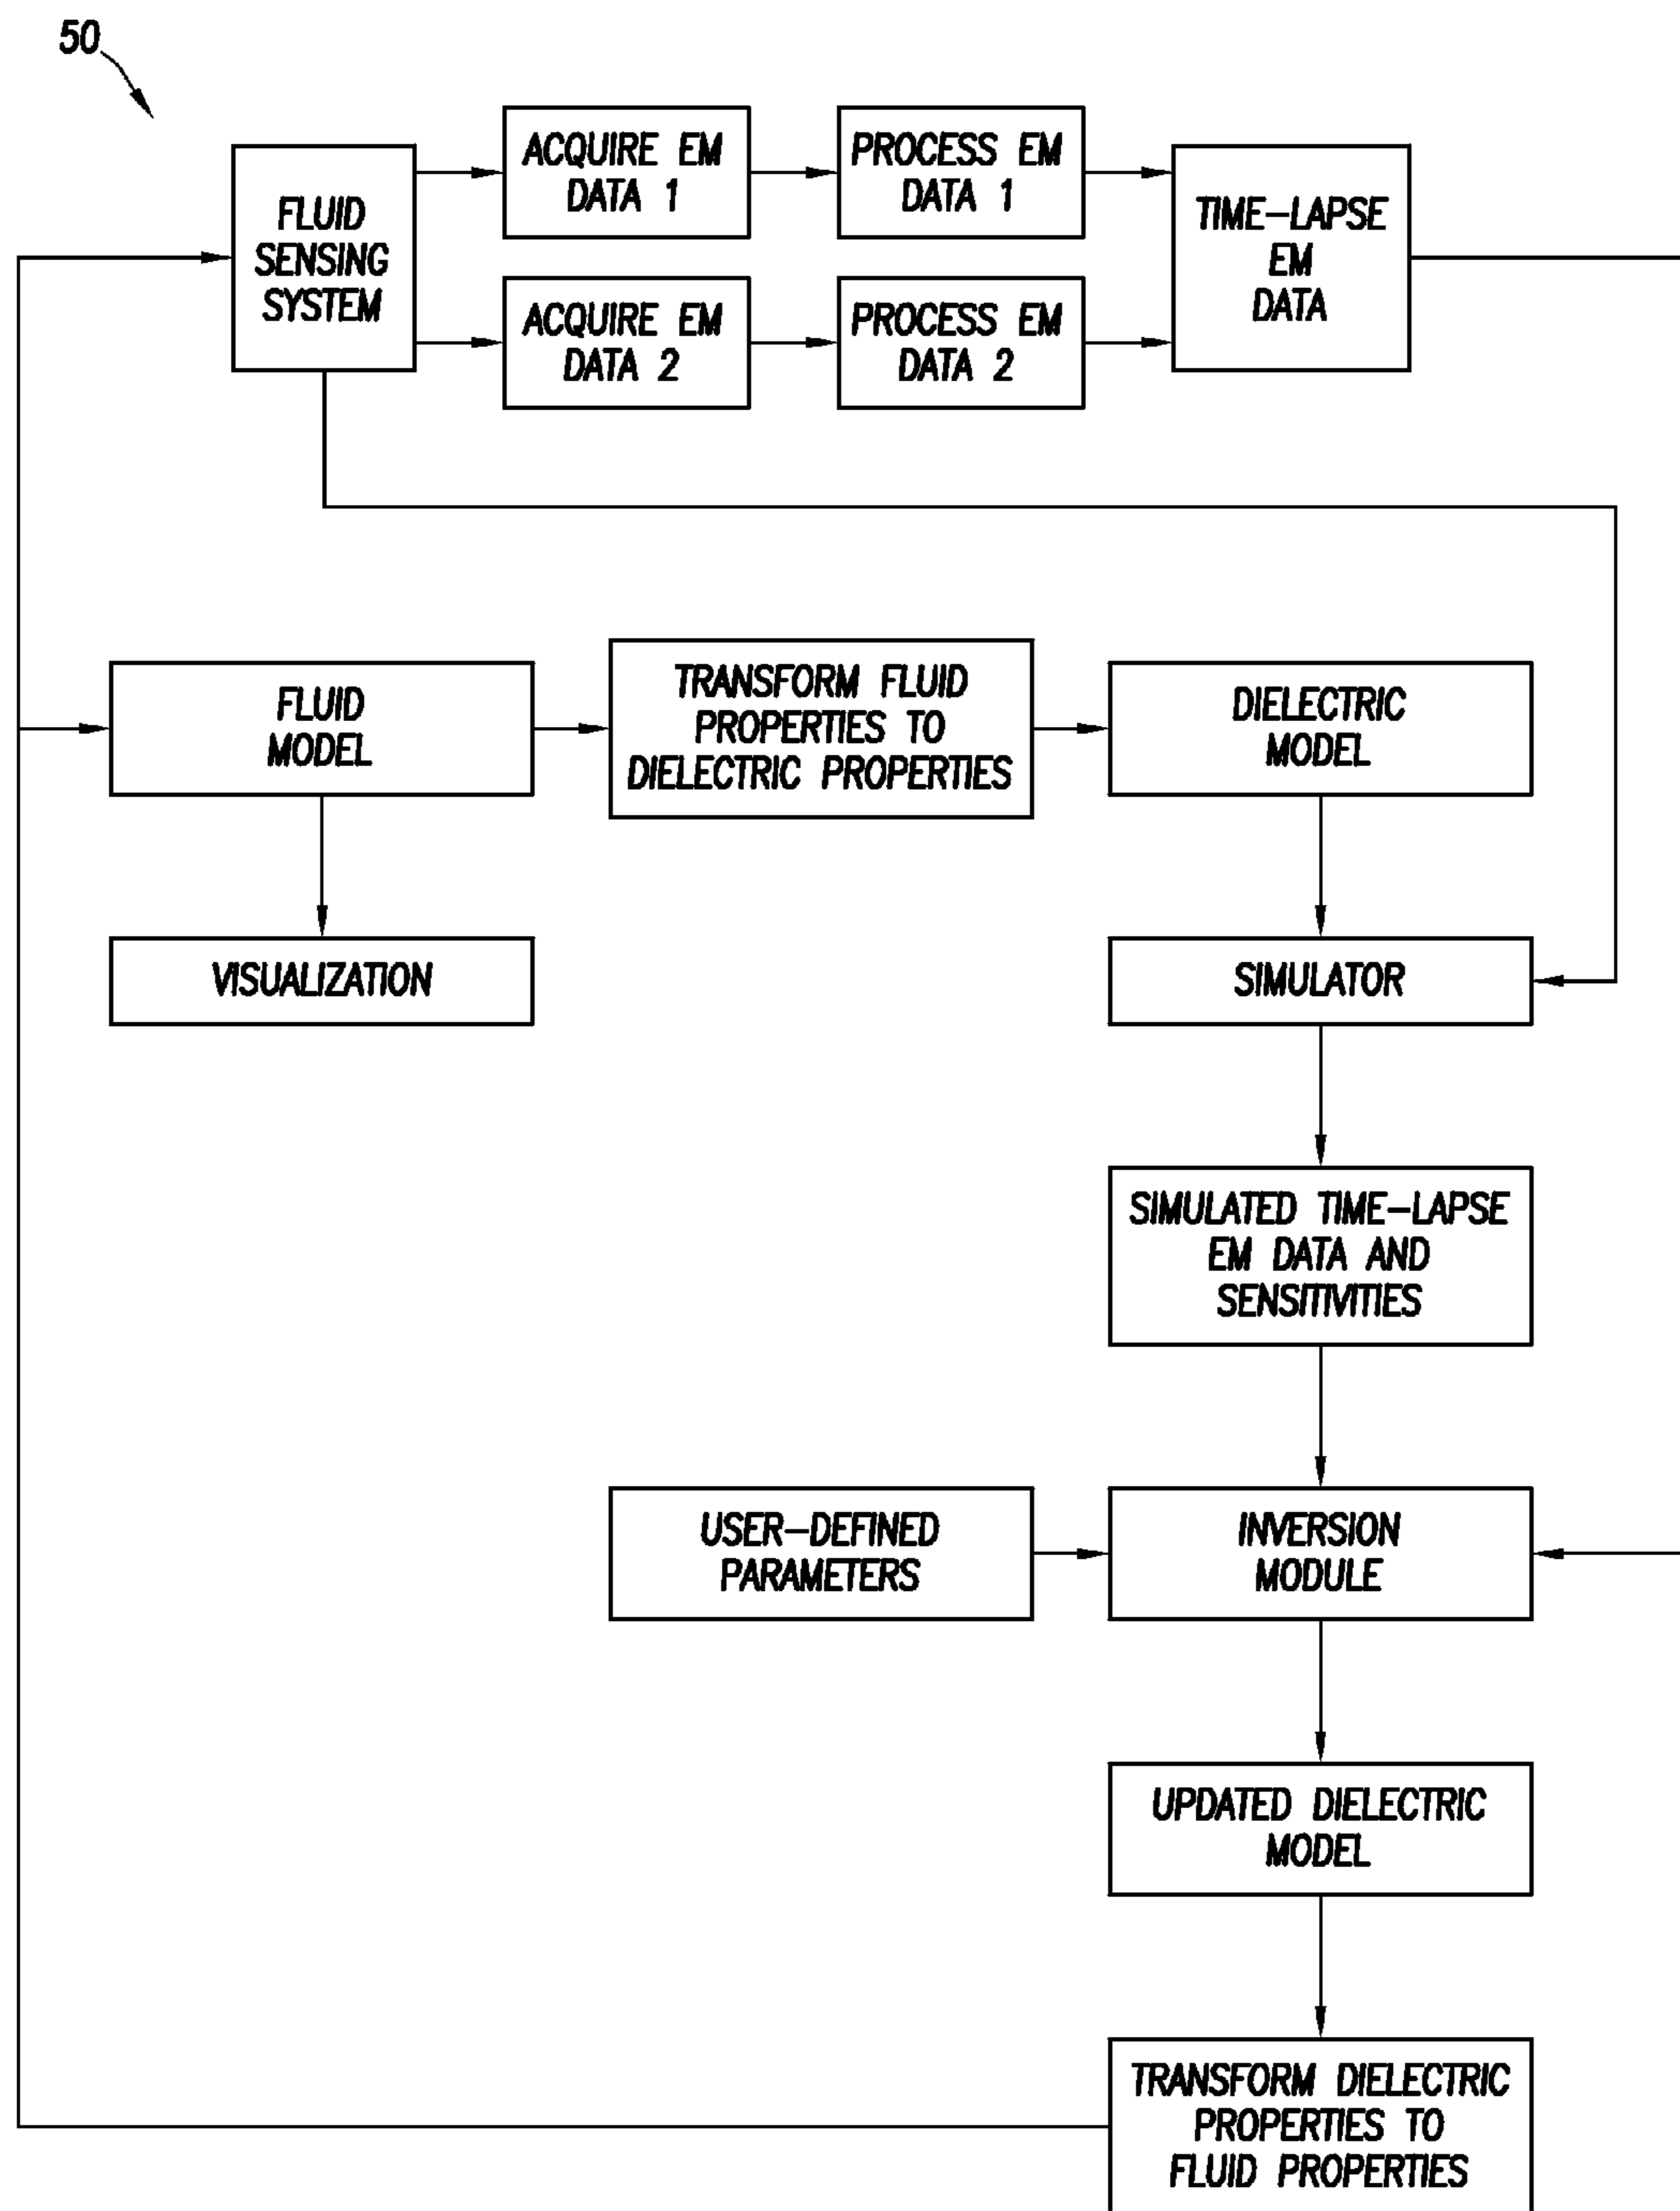 50
FLUID
SENSING
SYSTEM
ACQUIRE EM
DATA 1
PROCESS EM
DATA 1
ACQUIRE EM
DATA 2
PROCESS EM
DATA 2
TIME-LAPSE
EM
DATA
FLUID
MODEL
TRANSFORM FLUID
PROPERTIES TO
DIELECTRIC PROPERTIES
DIELECTRIC
MODEL
VISUALIZATION
SIMULATOR
SIMULATED TIME-LAPSE
EM DATA AND
SENSITIVITIES
USER-DEFINED
PARAMETERS
INVERSION
MODULE
UPDATED DIELECTRIC
MODEL
TRANSFORM DIELECTRIC
PROPERTIES TO
FLUID PROPERTIES